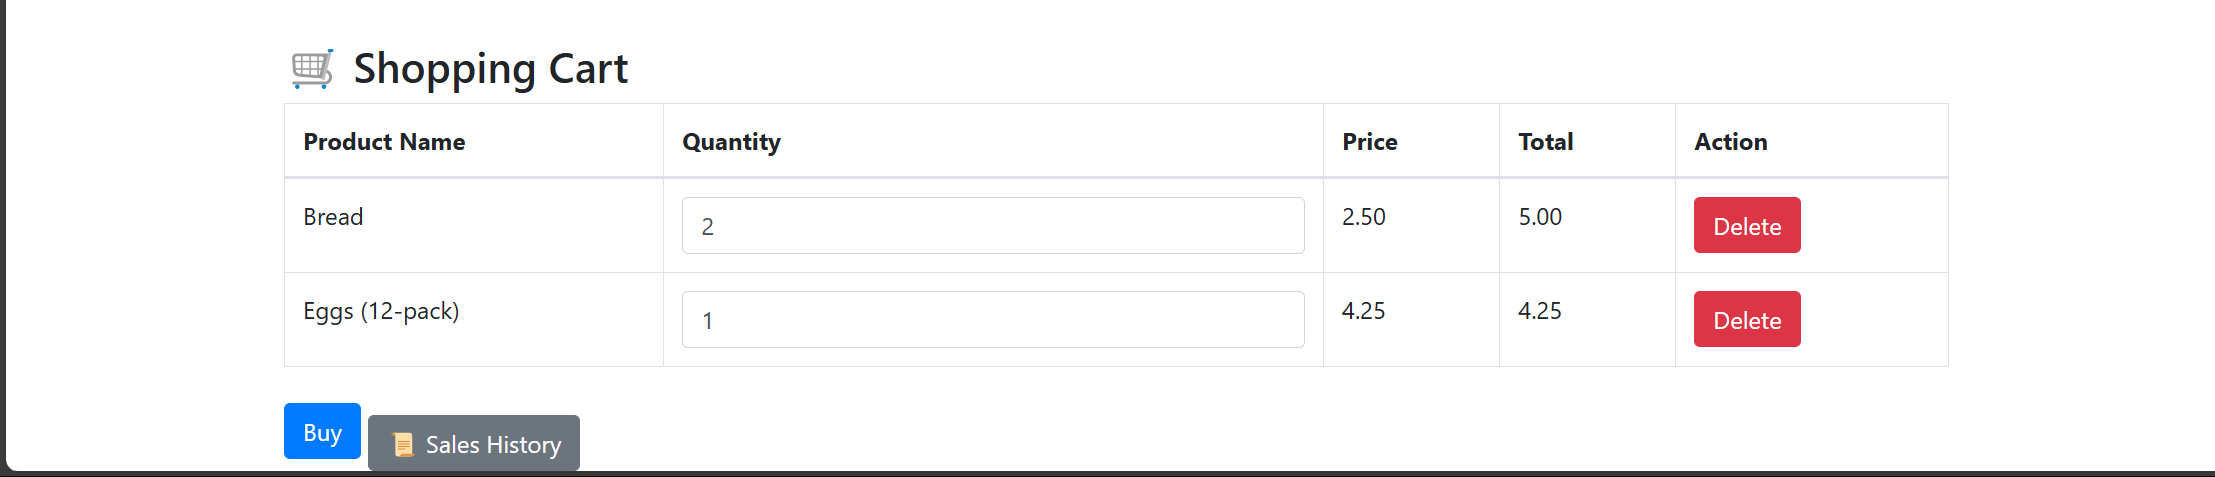 🛒 Shopping Cart
Product Name Quantity Price Total Action
Bread 2 2.50 5.00 Delete
Eggs (12-pack) 1 4.25 4.25 Delete
Buy 📜 Sales History